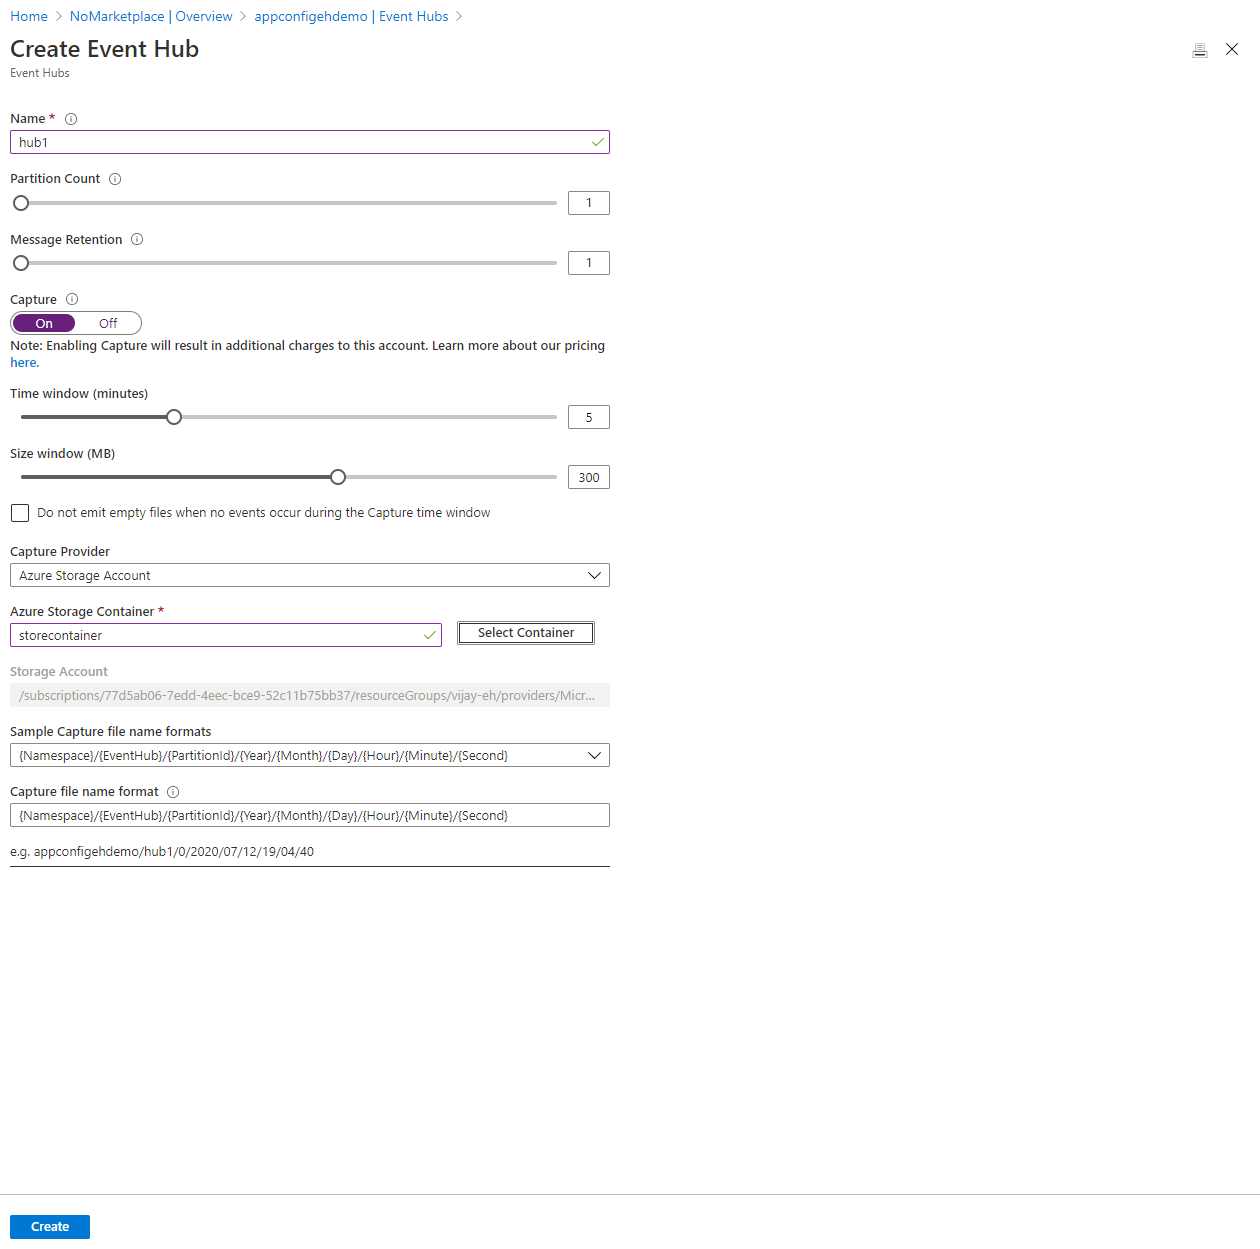 Home > NoMarketplace | Overview > appconfigehdemo | Event Hubs >
Create Event Hub
Event Hubs
Name *
hub1
Partition Count
1
Message Retention
1
Capture
On Off
Note: Enabling Capture will result in additional charges to this account. Learn more about our pricing
here.
Time window (minutes)
5
Size window (MB)
300
Do not emit empty files when no events occur during the Capture time window
Capture Provider
Azure Storage Account
Azure Storage Container *
storecontainer
Select Container
Storage Account
/subscriptions/77d5ab06-7edd-4eec-bce9-52c11b75bb37/resourceGroups/vijay-eh/providers/Micr...
Sample Capture file name formats
{Namespace}/{EventHub}/{PartitionId}/{Year}/{Month}/{Day}/{Hour}/{Minute}/{Second}
Capture file name format
{Namespace}/{EventHub}/{PartitionId}/{Year}/{Month}/{Day}/{Hour}/{Minute}/{Second}
e.g. appconfigehdemo/hub1/0/2020/07/12/19/04/40
Create